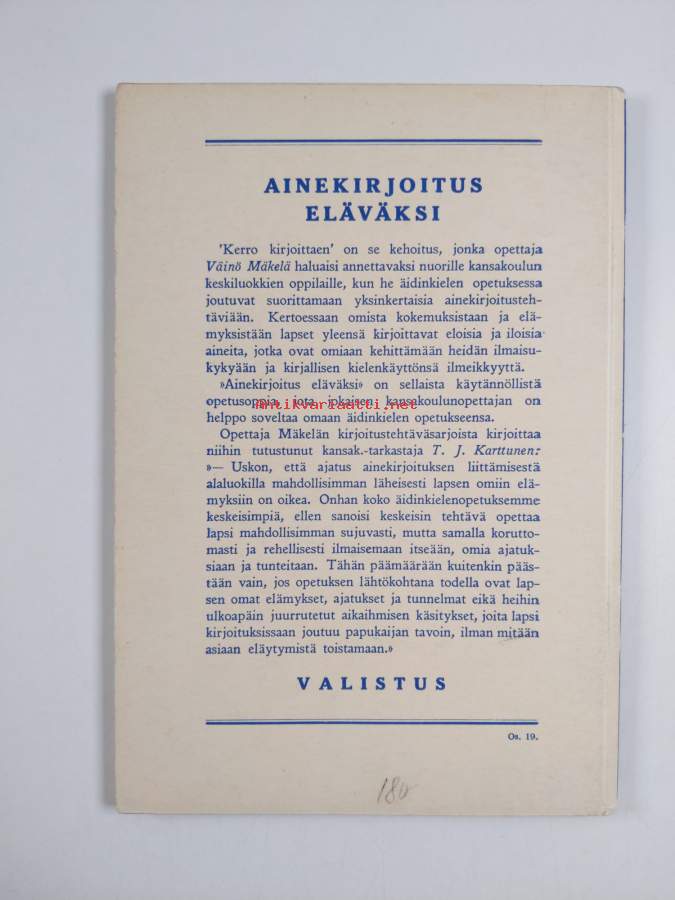 AINEKIRJOITUS
ELÄVÄKSI
'Kerro kirjoittaen' on se kehoitus, jonka opettaja
Väinö Mäkelä haluaisi annettavaksi nuorille kansakoulun
keskiluokkien oppilaille, kun he äidinkielen opetuksessa
joutuvat suorittamaan yksinkertaisia ainekirjoitusteh-
täviään. Kertoessaan omista kokemuksistaan ja elä-
myksistään lapset yleensä kirjoittavat eloisia ja iloisia
aineita, jotka ovat omiaan kehittämään heidän ilmaisu-
kykyään ja kirjallisen kielenkäyttönsä ilmeikkyyttä.
»Ainekirjoitus eläväksi» on sellaista käytännöllistä
opetusoppia, jota jokaisen kansakoulunopettajan on
antikvariaatti.net
helppo soveltaa omaan äidinkielen opetukseensa.
Opettaja Mäkelän kirjoitustehtäväsarjoista kirjoittaa
niihin tutustunut kansak.-tarkastaja T. J. Karttunen:
»— Uskon, että ajatus ainekirjoituksen liittämisestä
alaluokilla mahdollisimman läheisesti lapsen omiin elä-
myksiin on oikea. Onhan koko äidinkielenopetuksemme
keskeisimpiä, ellen sanoisi keskeisin tehtävä opettaa
lapsi mahdollisimman sujuvasti, mutta samalla korutto-
masti ja rehellisesti ilmaisemaan itseään, omia ajatuk-
siaan ja tunteitaan. Tähän päämäärään kuitenkin pääs-
tään vain, jos opetuksen lähtökohtana todella ovat lap-
sen omat elämykset, ajatukset ja tunnelmat eikä heihin
ulkoapäin juurrutetut aikaihmisen käsitykset, joita lapsi
kirjoituksissaan joutuu papukaijan tavoin, ilman mitään
asiaan eläytymistä toistamaan.»
VALISTUS
Os. 19.
180